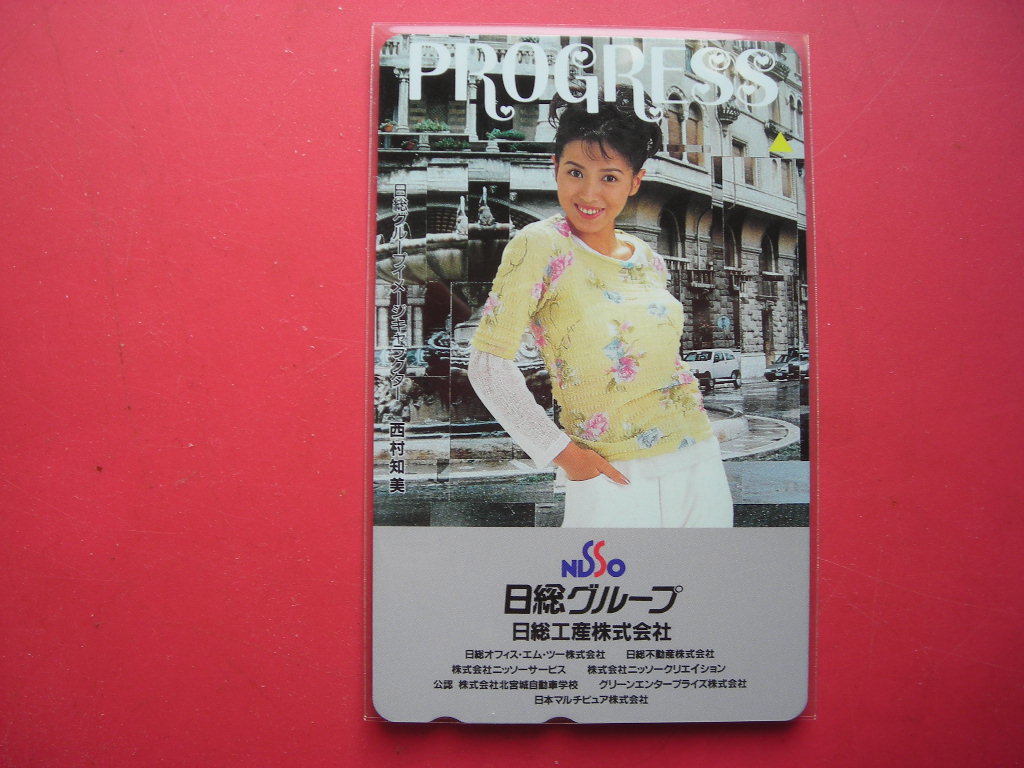 PROGRESS
日総グループイメージキャラクター 西村知美
NISSO
日総グループ
日総工産株式会社
日総オフィス・エム・ツー株式会社 日総不動産株式会社
株式会社ニッソーサービス 株式会社ニッソークリエイション
公認 株式会社北宮城自動車学校 グリーンエンタープライズ株式会社
日本マルチピュア株式会社